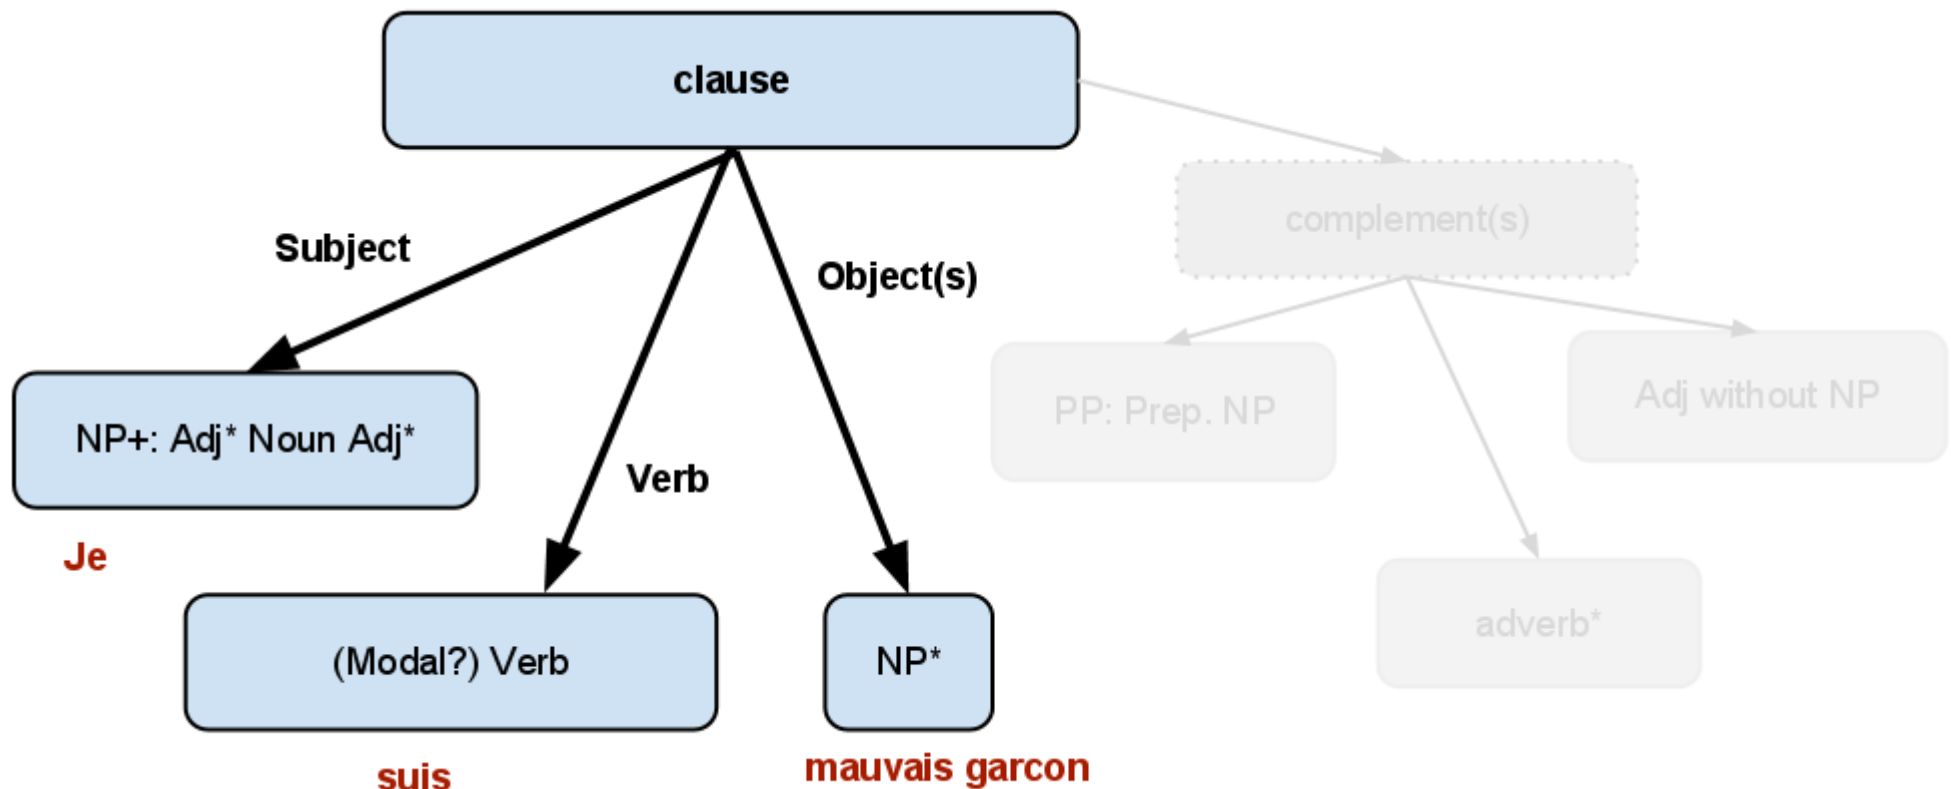 clause
complement(s)
Subject
Object(s)
PP: Prep. NP
Adj without NP
NP+: Adj* Noun Adj*
Verb
Je
adverb*
(Modal?) Verb
NP*
suis
mauvais garcon